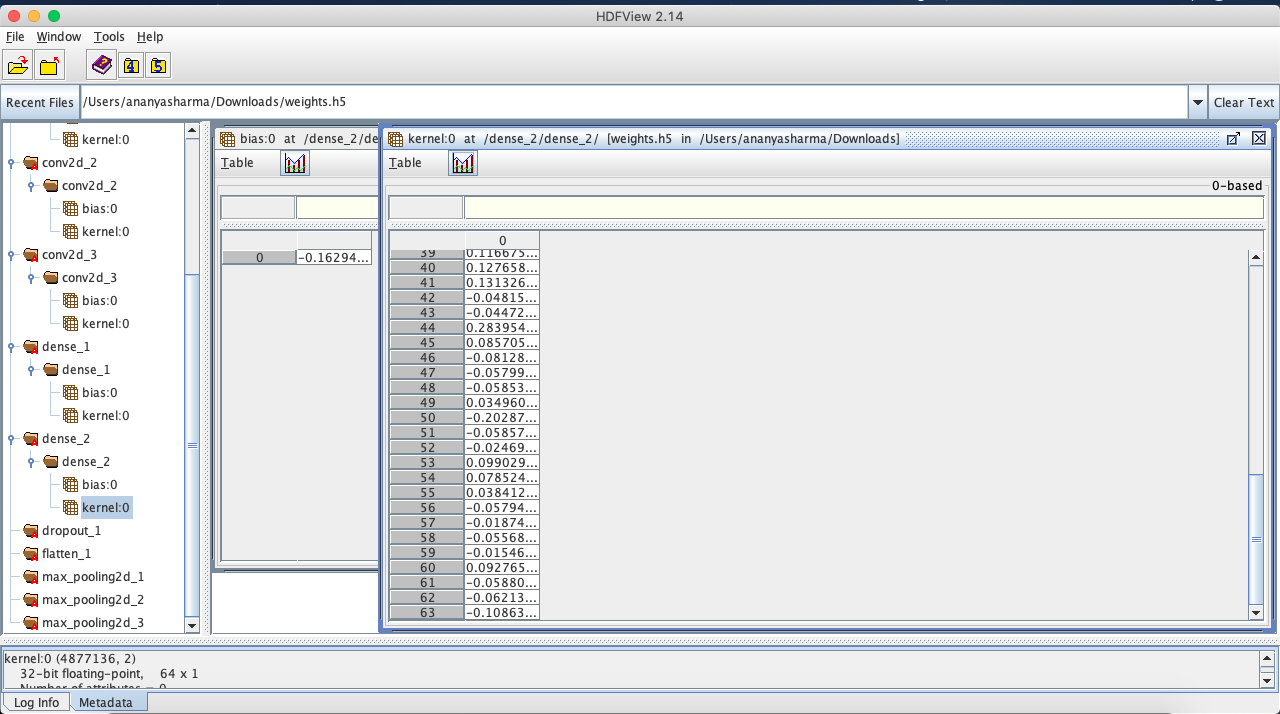 HDFView 2.14
File Window Tools Help
4 5
Recent Files /Users/ananyasharma/Downloads/weights.h5 Clear Text
kernel:0
conv2d_2
conv2d_2
bias:0
kernel:0
conv2d_3
conv2d_3
bias:0
kernel:0
dense_1
dense_1
bias:0
kernel:0
dense_2
dense_2
bias:0
kernel:0
dropout_1
flatten_1
max_pooling2d_1
max_pooling2d_2
max_pooling2d_3
bias:0 at /dense_2/de
Table
0 -0.16294...
kernel:0 at /dense_2/dense_2/ [weights.h5 in /Users/ananyasharma/Downloads]
Table
0-based
0
39 0.116675...
40 0.127658...
41 0.131326...
42 -0.04815...
43 -0.04472...
44 0.283954...
45 0.085705...
46 -0.08128...
47 -0.05799...
48 -0.05853...
49 0.034960...
50 -0.20287...
51 -0.05857...
52 -0.02469...
53 0.099029...
54 0.078524...
55 0.038412...
56 -0.05794...
57 -0.01874...
58 -0.05568...
59 -0.01546...
60 0.092765...
61 -0.05880...
62 -0.06213...
63 -0.10863...
kernel:0 (4877136, 2)
32-bit floating-point, 64 x 1
Number of attributes = 0
Log Info Metadata